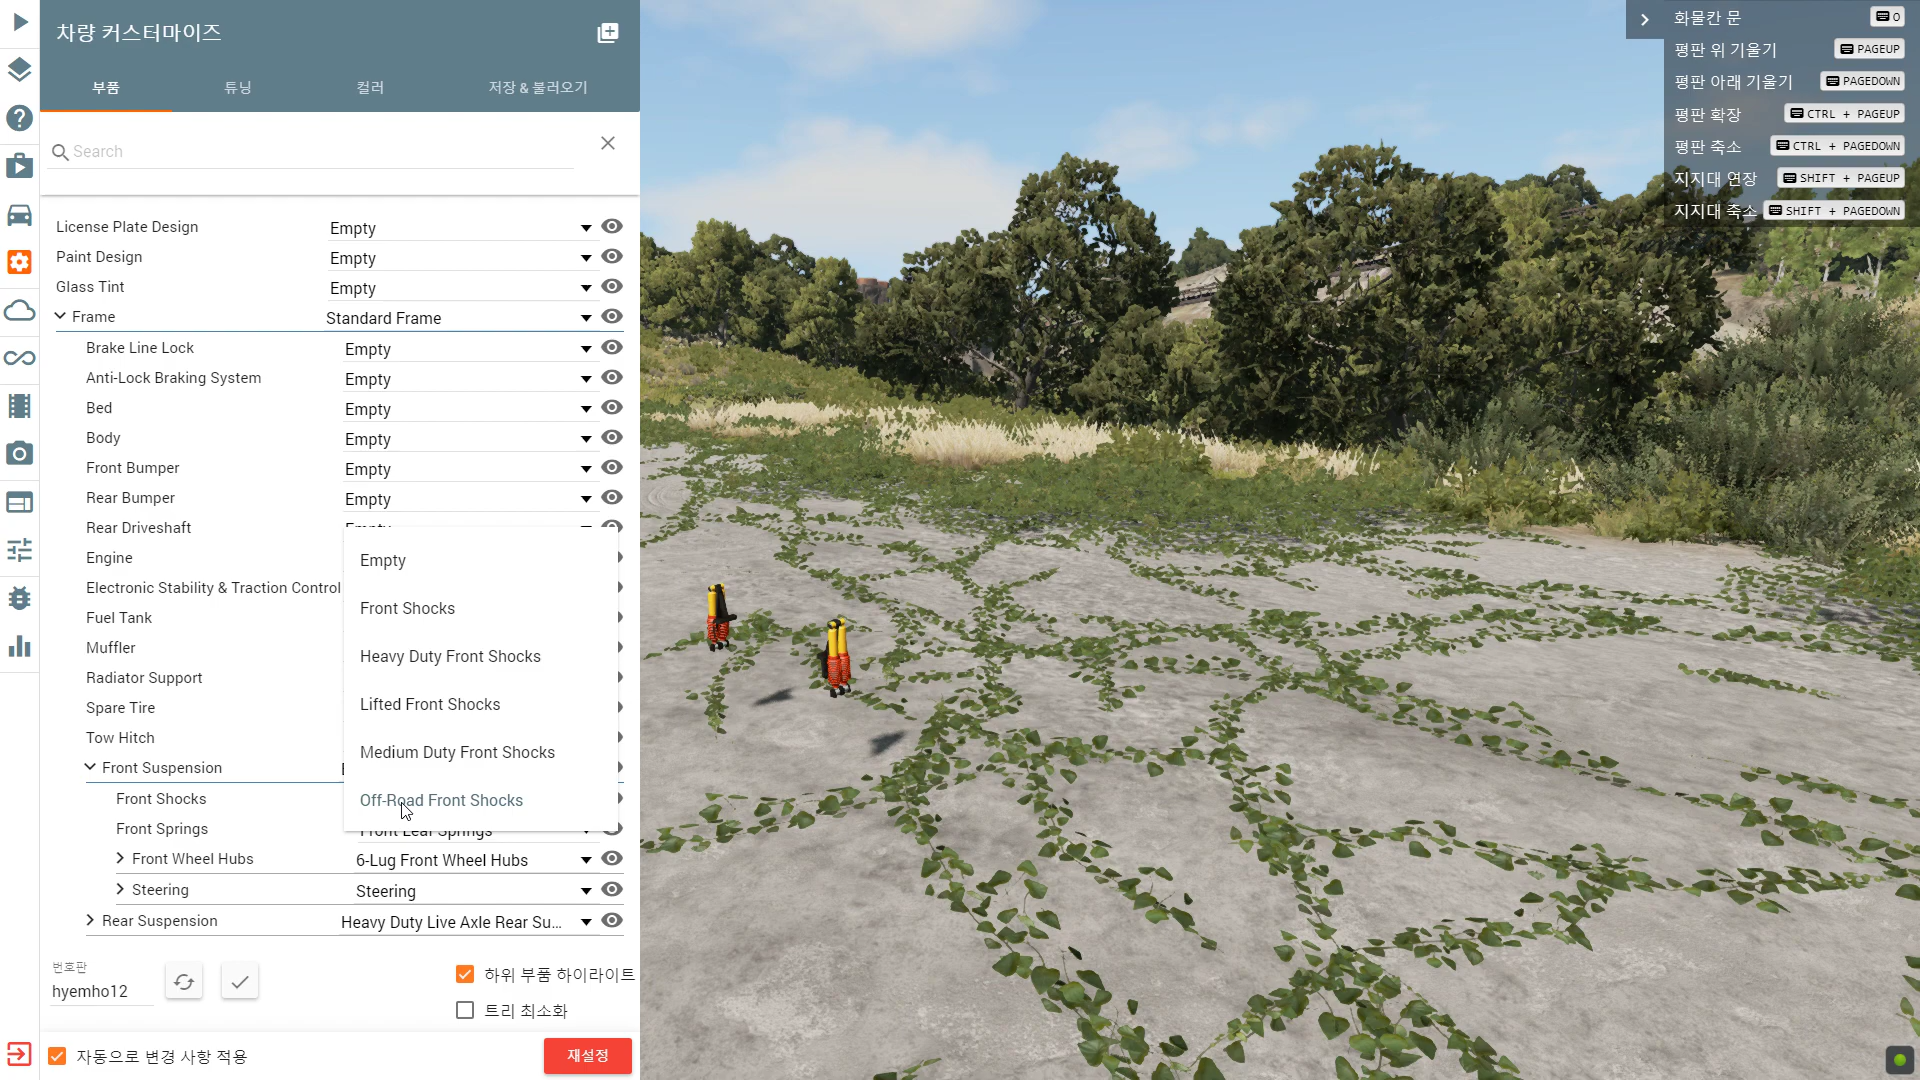 차량 커스터마이즈
부품 튜닝 컬러 저장 & 불러오기
Search
License Plate Design Empty
Paint Design Empty
Glass Tint Empty
Frame Standard Frame
Brake Line Lock Empty
Anti-Lock Braking System Empty
Bed Empty
Body Empty
Front Bumper Empty
Rear Bumper Empty
Rear Driveshaft Empty
Engine
Electronic Stability & Traction Control
Fuel Tank
Muffler
Radiator Support
Spare Tire
Tow Hitch
Front Suspension
Front Shocks
Front Springs Front Leaf Springs
Front Wheel Hubs 6-Lug Front Wheel Hubs
Steering Steering
Rear Suspension Heavy Duty Live Axle Rear Su...
Empty
Front Shocks
Heavy Duty Front Shocks
Lifted Front Shocks
Medium Duty Front Shocks
Off-Road Front Shocks
번호판
hyemho12
하위 부품 하이라이트
트리 최소화
자동으로 변경 사항 적용
재설정
화물칸 문 O
평판 위 기울기 PAGEUP
평판 아래 기울기 PAGEDOWN
평판 확장 CTRL + PAGEUP
평판 축소 CTRL + PAGEDOWN
지지대 연장 SHIFT + PAGEUP
지지대 축소 SHIFT + PAGEDOWN